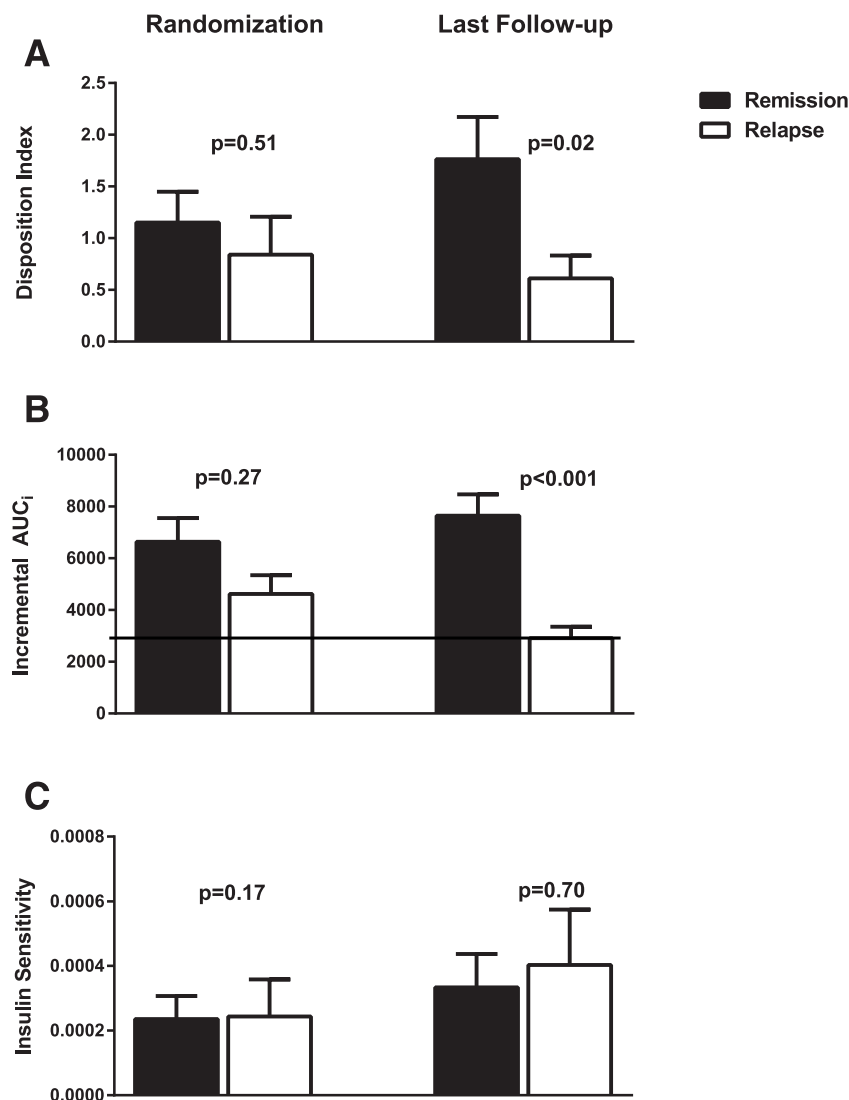 Randomization Last Follow-up
A
Disposition Index
2.5
2.0
1.5
1.0
0.5
0.0
p=0.51
p=0.02
Remission
Relapse
B
Incremental AUCi
10000
8000
6000
4000
2000
0
p=0.27
p<0.001
C
Insulin Sensitivity
0.0008
0.0006
0.0004
0.0002
0.0000
p=0.17
p=0.70